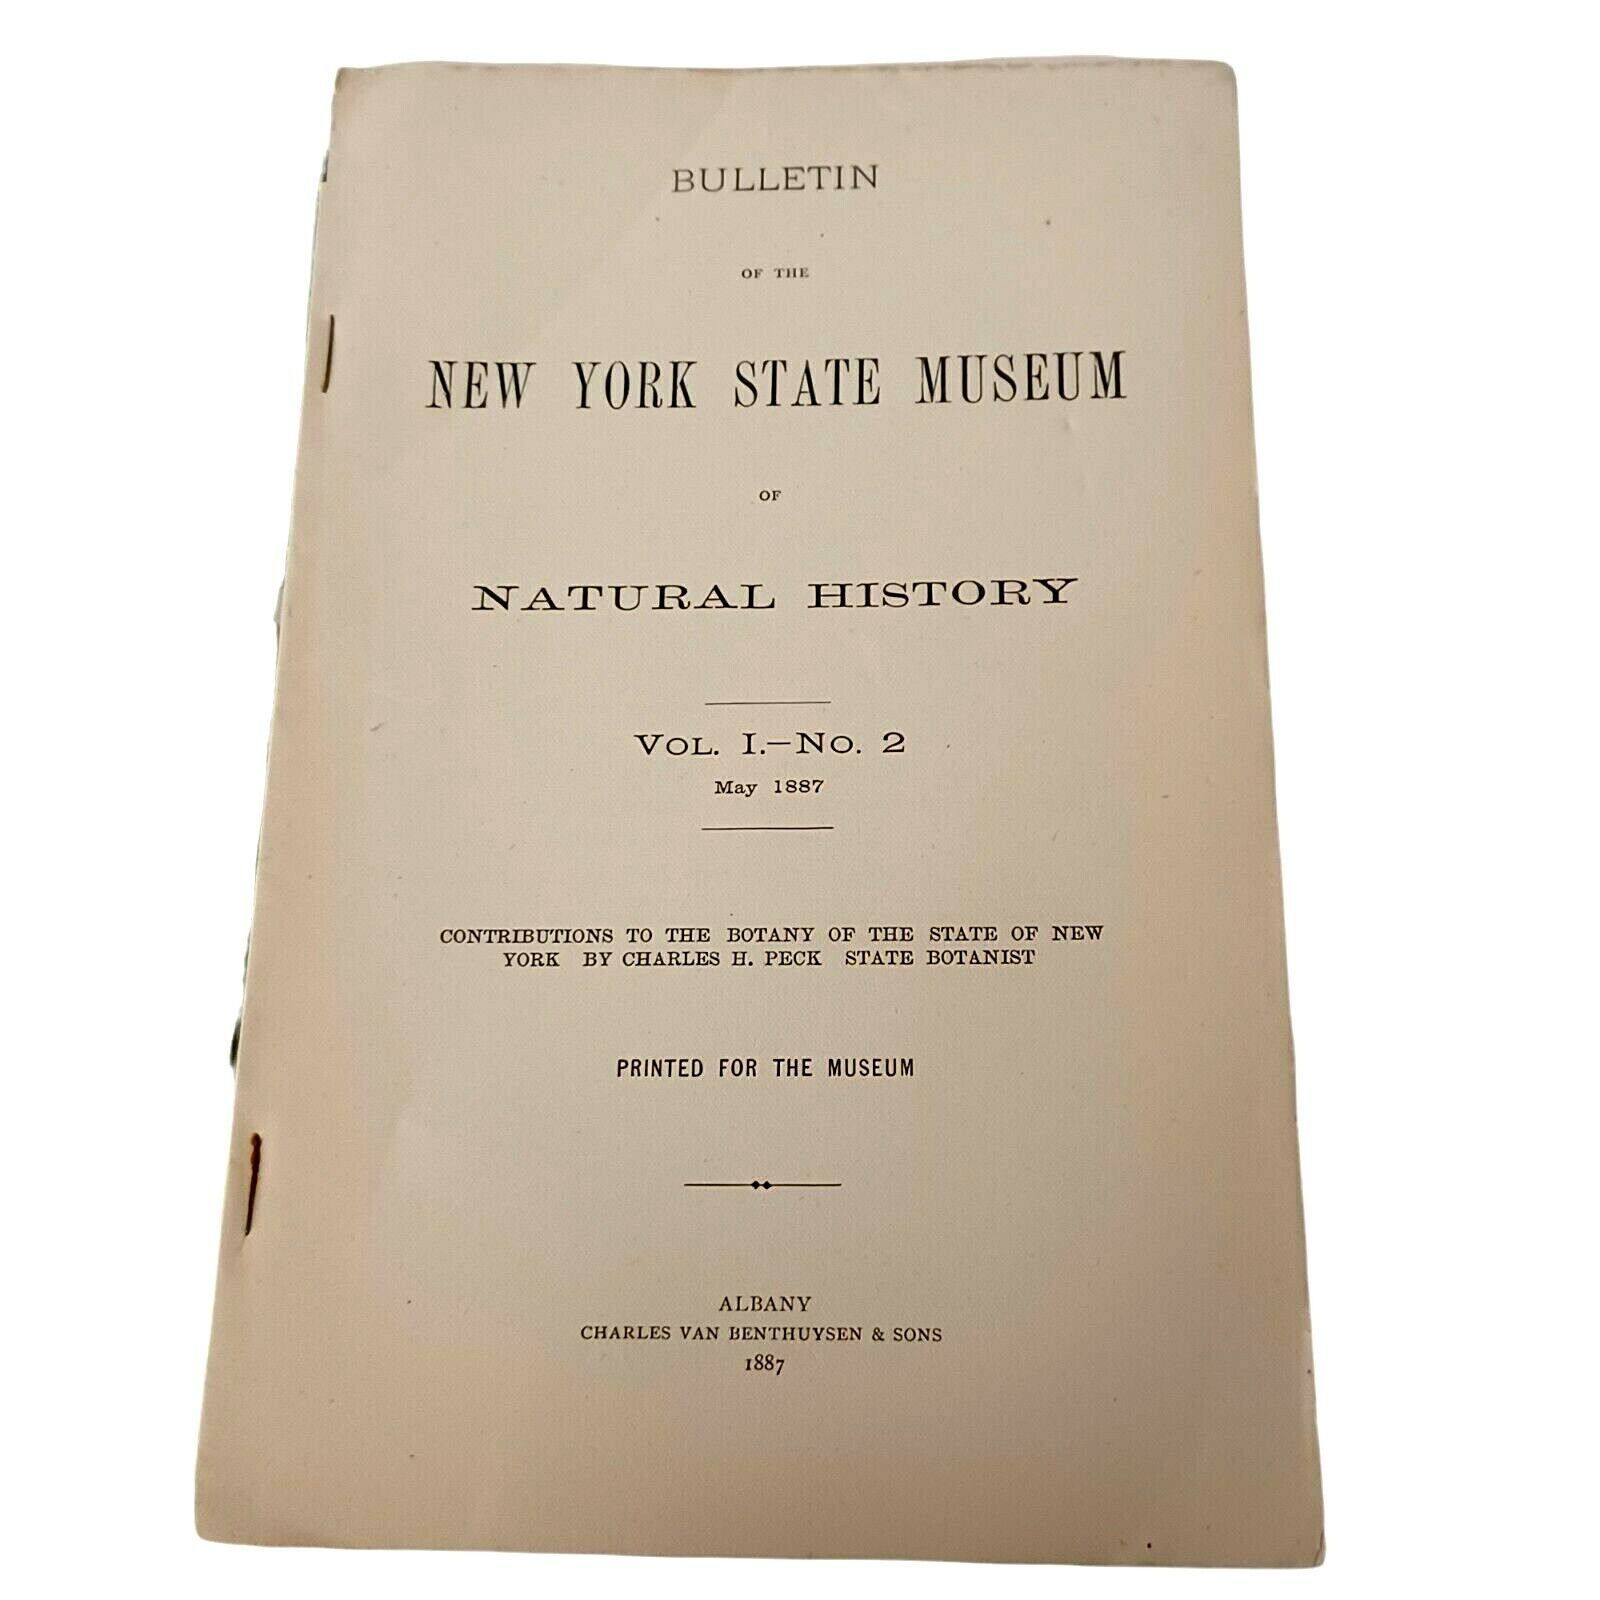 BULLETIN
OF THE
NEW YORK STATE MUSEUM
OF
NATURAL HISTORY
VOL. I.—NO. 2
May 1887
CONTRIBUTIONS TO THE BOTANY OF THE STATE OF NEW
YORK BY CHARLES H. PECK STATE BOTANIST
PRINTED FOR THE MUSEUM
ALBANY
CHARLES VAN BENTHUYSEN & SONS
1887